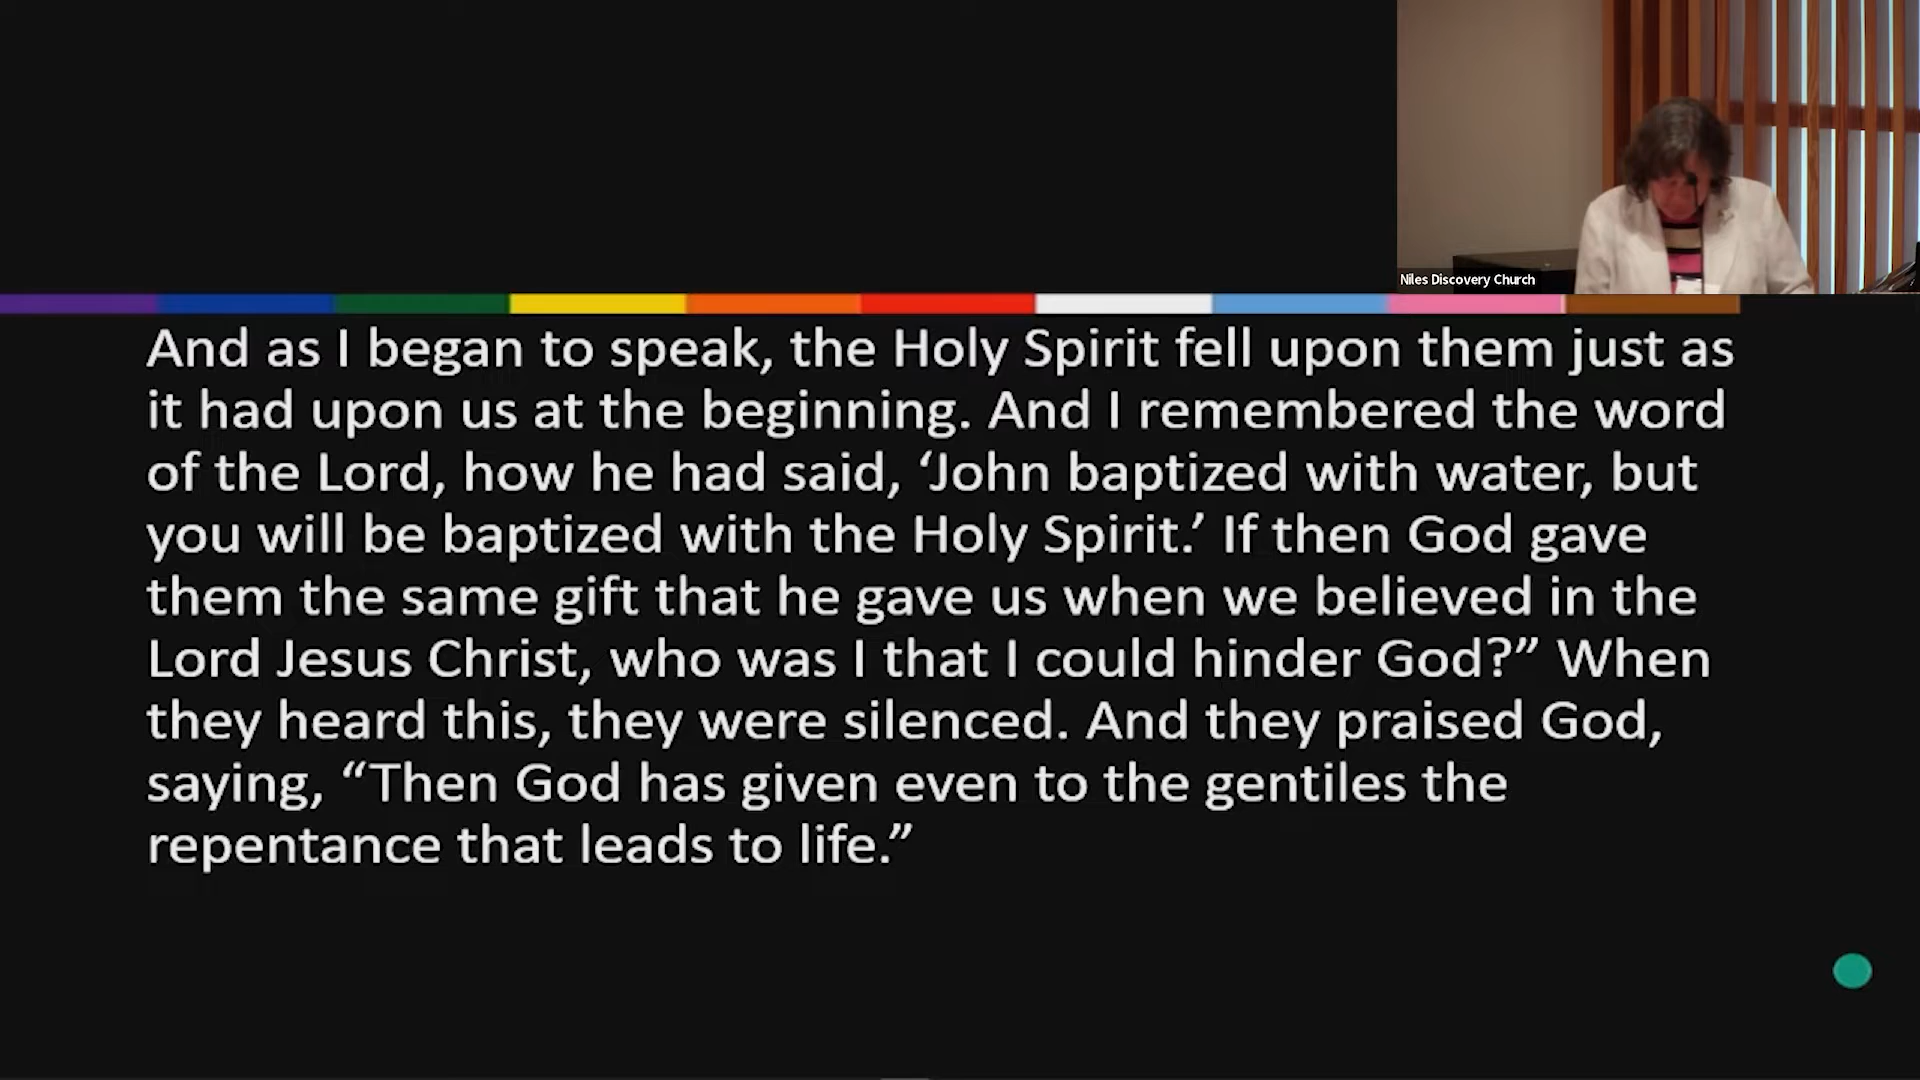 Niles Discovery Church
And as I began to speak, the Holy Spirit fell upon them just as
it had upon us at the beginning. And I remembered the word
of the Lord, how he had said, ‘John baptized with water, but
you will be baptized with the Holy Spirit.’ If then God gave
them the same gift that he gave us when we believed in the
Lord Jesus Christ, who was I that I could hinder God?” When
they heard this, they were silenced. And they praised God,
saying, “Then God has given even to the gentiles the
repentance that leads to life.”